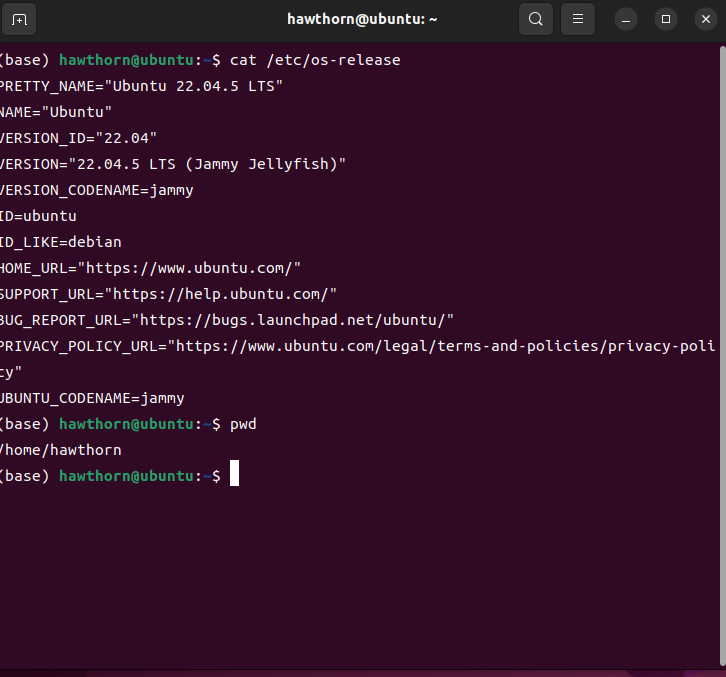 hawthorn@ubuntu: ~
(base) hawthorn@ubuntu:~$ cat /etc/os-release
PRETTY_NAME="Ubuntu 22.04.5 LTS"
NAME="Ubuntu"
VERSION_ID="22.04"
VERSION="22.04.5 LTS (Jammy Jellyfish)"
VERSION_CODENAME=jammy
ID=ubuntu
ID_LIKE=debian
HOME_URL="https://www.ubuntu.com/"
SUPPORT_URL="https://help.ubuntu.com/"
BUG_REPORT_URL="https://bugs.launchpad.net/ubuntu/"
PRIVACY_POLICY_URL="https://www.ubuntu.com/legal/terms-and-policies/privacy-poli
cy"
UBUNTU_CODENAME=jammy
(base) hawthorn@ubuntu:~$ pwd
/home/hawthorn
(base) hawthorn@ubuntu:~$